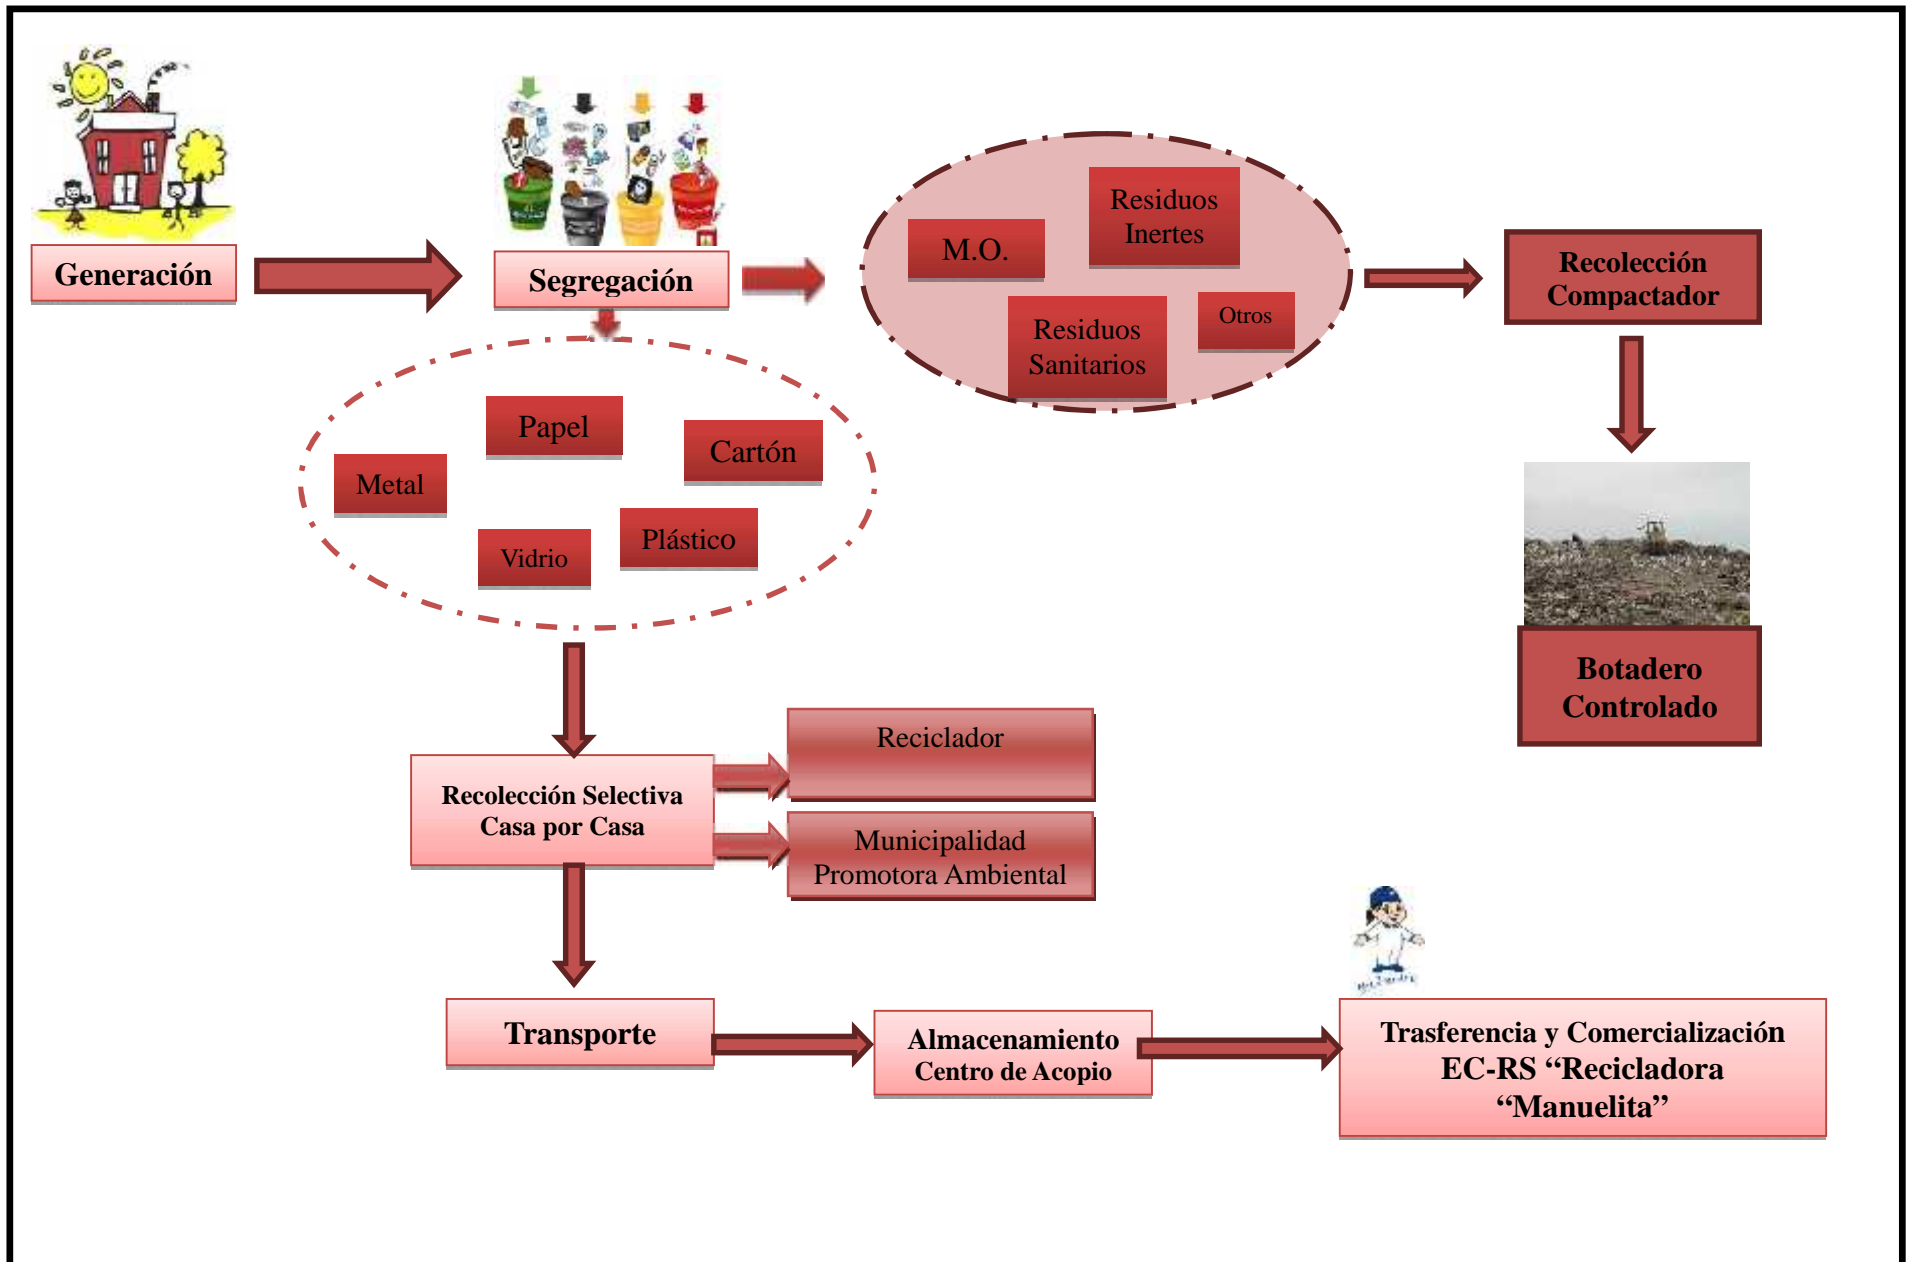 Generación
Segregación
M.O.
Residuos
Inertes
Residuos
Sanitarios
Otros
Recolección
Compactador
Botadero
Controlado
Papel
Cartón
Metal
Vidrio
Plástico
Recolección Selectiva
Casa por Casa
Reciclador
Municipalidad
Promotora Ambiental
Transporte
Almacenamiento
Centro de Acopio
Trasferencia y Comercialización
EC-RS “Recicladora
“Manuelita”